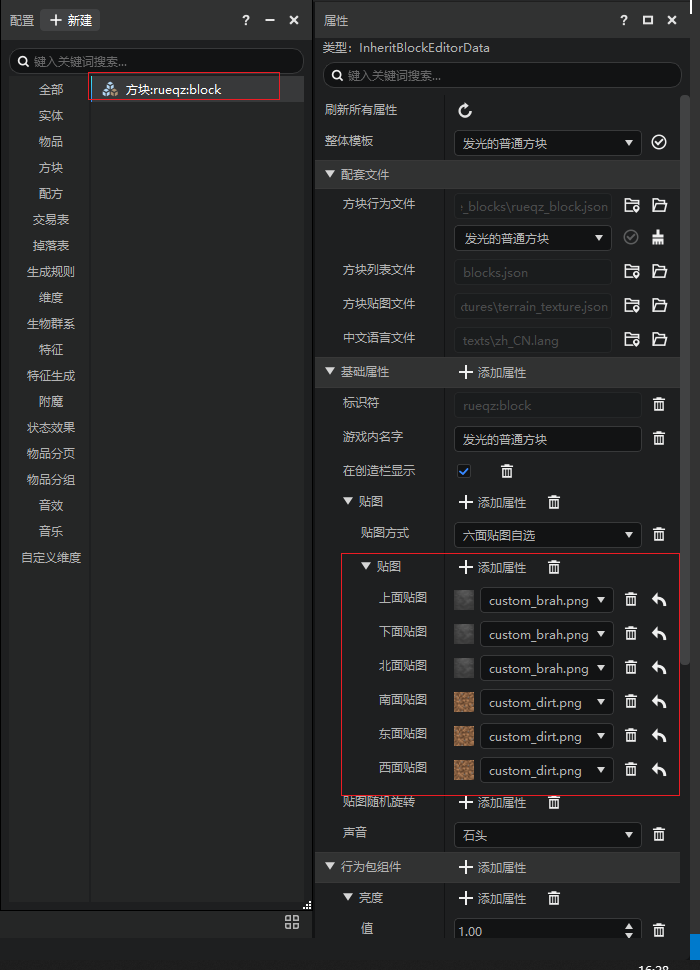 配置 新建 ?
键入关键词搜索...
全部
实体
物品
方块
配方
交易表
掉落表
生成规则
维度
生物群系
特征
特征生成
附魔
状态效果
物品分页
物品分组
音效
音乐
自定义维度
方块:rueqz:block
属性 ?
类型: InheritBlockEditorData
键入关键词搜索...
刷新所有属性
整体模板 发光的普通方块
配套文件
方块行为文件 _blocks\rueqz_block.json
发光的普通方块
方块列表文件 blocks.json
方块贴图文件 tures\terrain_texture.json
中文语言文件 texts\zh_CN.lang
基础属性 添加属性
标识符 rueqz:block
游戏内名字 发光的普通方块
在创造栏显示
贴图 添加属性
贴图方式 六面贴图自选
贴图 添加属性
上面贴图 custom_brah.png
下面贴图 custom_brah.png
北面贴图 custom_brah.png
南面贴图 custom_dirt.png
东面贴图 custom_dirt.png
西面贴图 custom_dirt.png
贴图随机旋转 添加属性
声音 石头
行为包组件 添加属性
亮度 添加属性
值 1.00